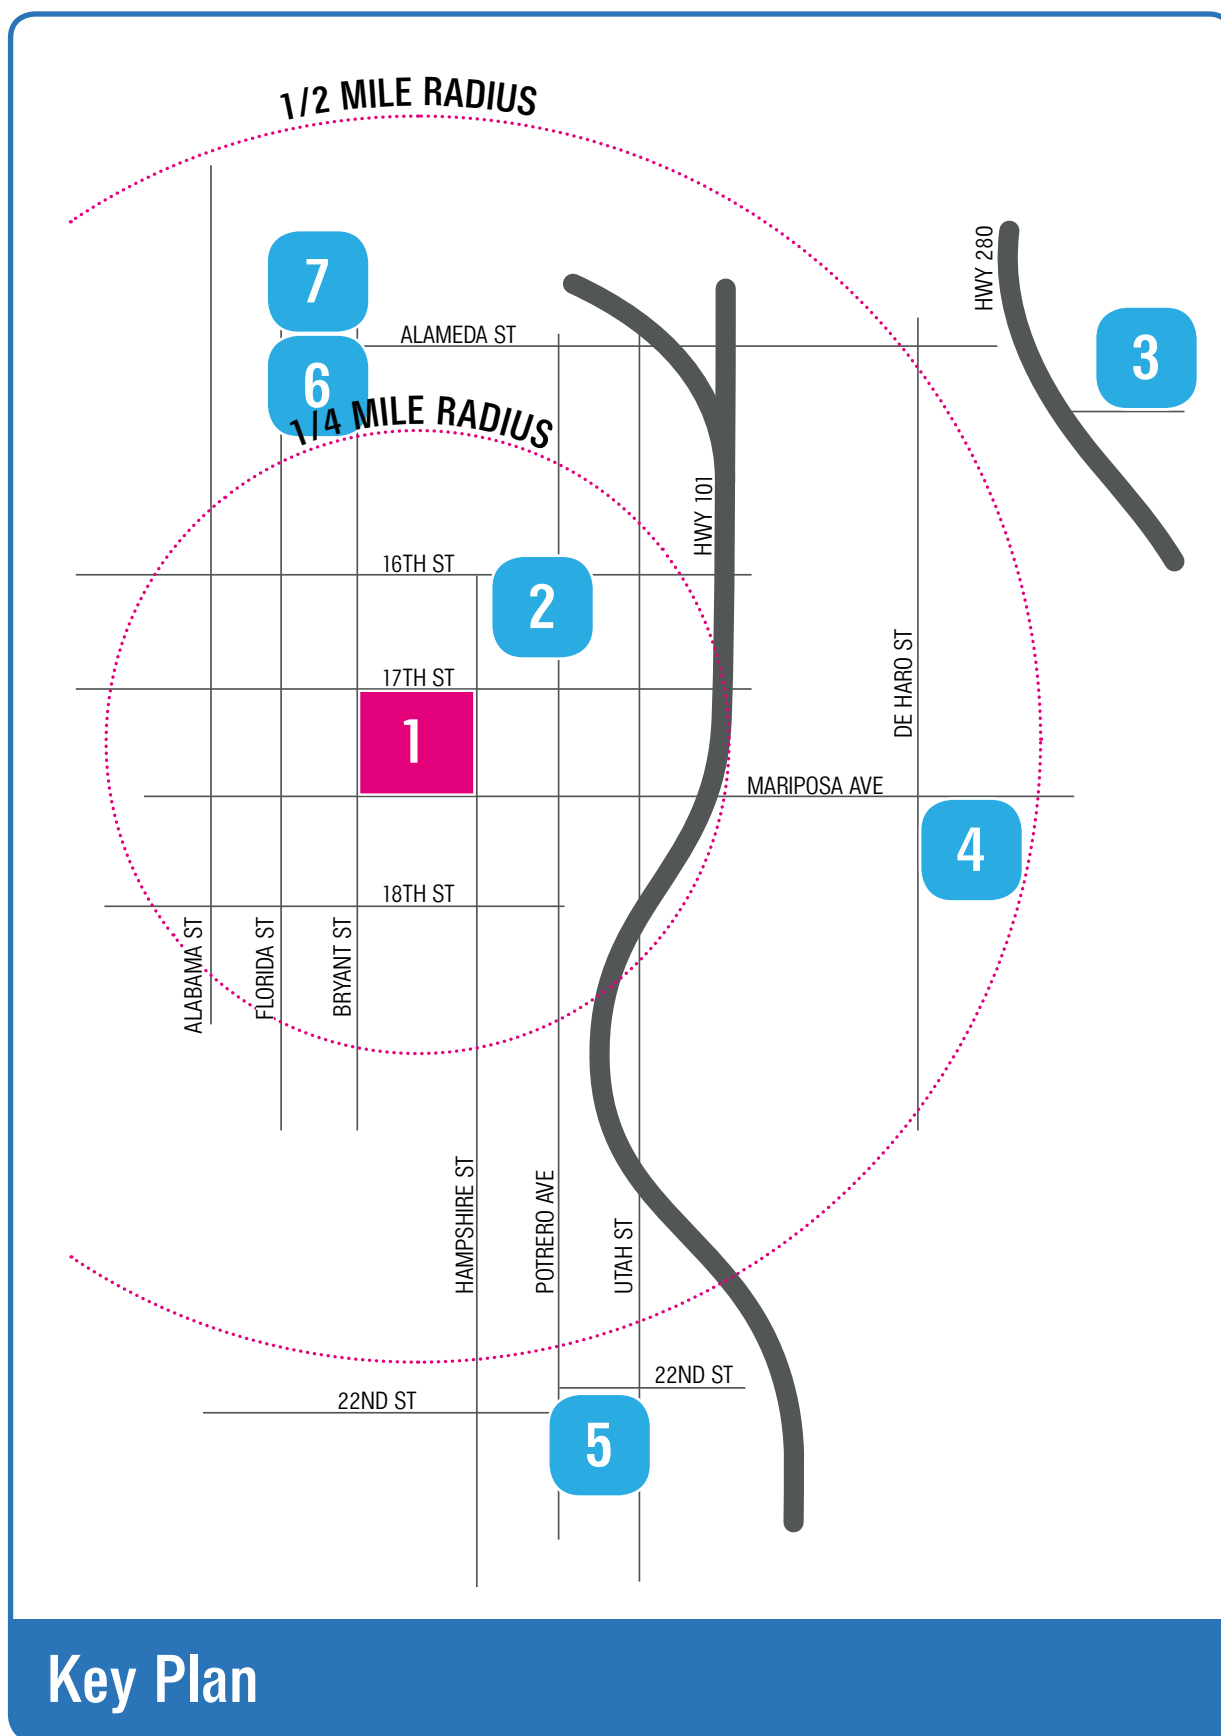 1/2 MILE RADIUS
HWY 280
7
ALAMEDA ST
3
6
1/4 MILE RADIUS
HWY 101
16TH ST
2
DE HARO ST
17TH ST
1
MARIPOSA AVE
4
18TH ST
ALABAMA ST
FLORIDA ST
BRYANT ST
HAMPSHIRE ST
POTRERO AVE
UTAH ST
22ND ST
22ND ST
5
Key Plan